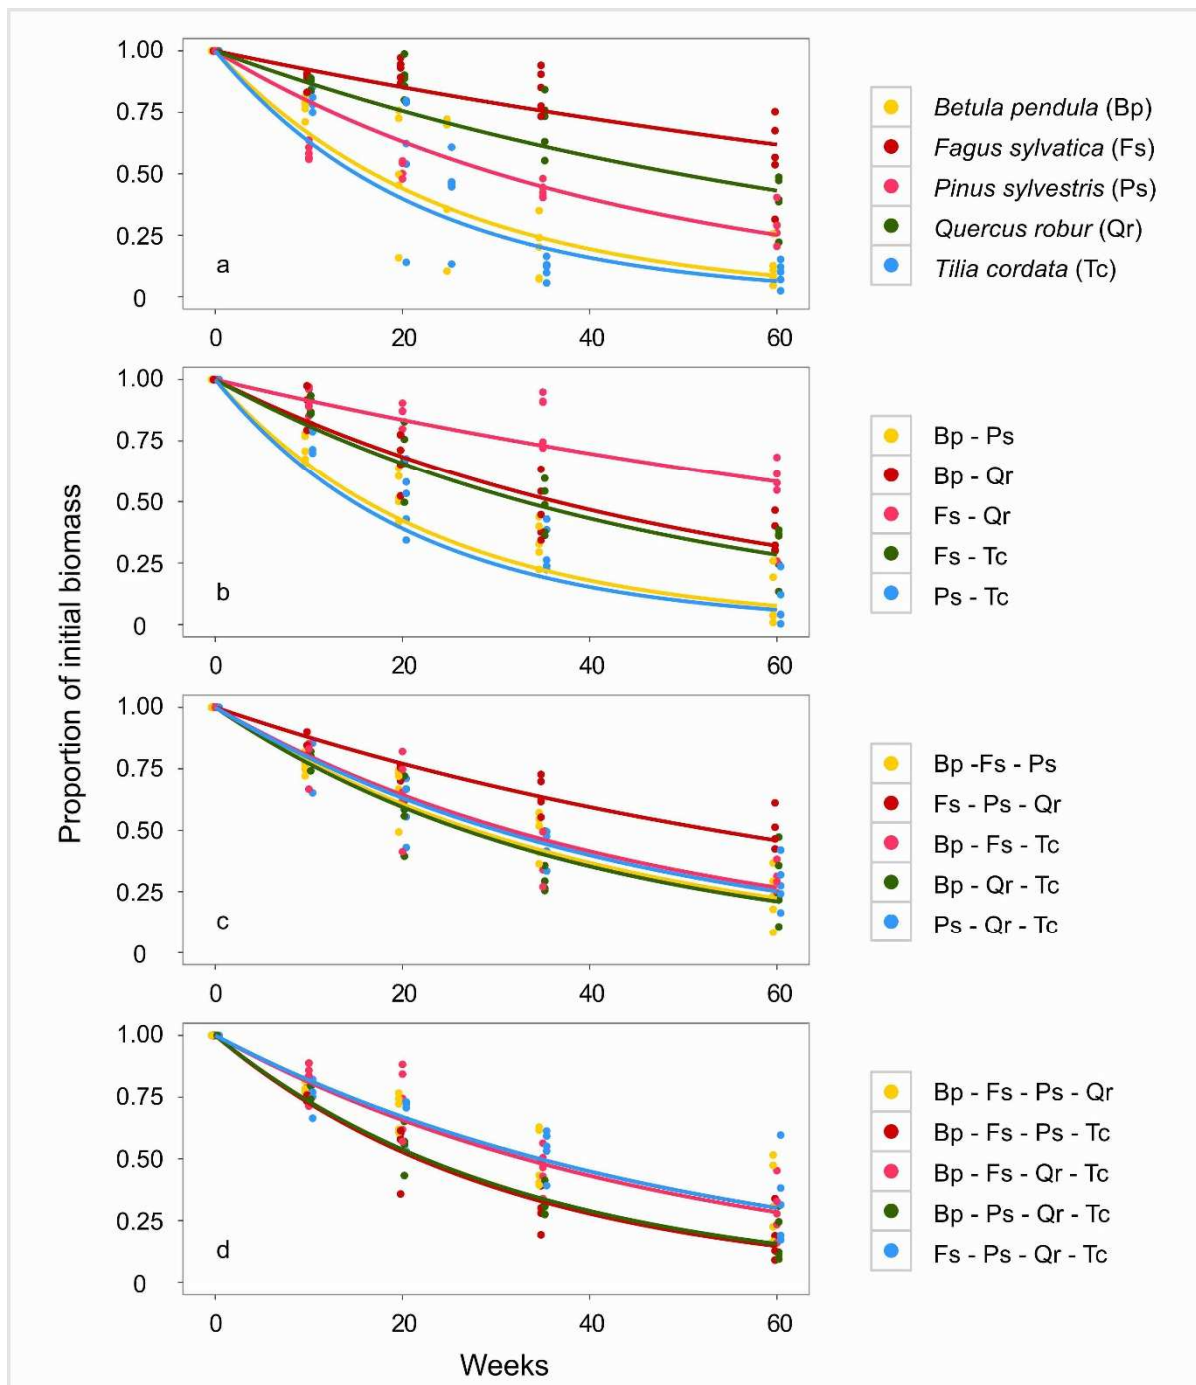 Proportion of initial biomass
1.00
0.75
0.50
0.25
0
a
0 20 40 60
Betula pendula (Bp)
Fagus sylvatica (Fs)
Pinus sylvestris (Ps)
Quercus robur (Qr)
Tilia cordata (Tc)
1.00
0.75
0.50
0.25
0
b
0 20 40 60
Bp - Ps
Bp - Qr
Fs - Qr
Fs - Tc
Ps - Tc
1.00
0.75
0.50
0.25
0
c
0 20 40 60
Bp -Fs - Ps
Fs - Ps - Qr
Bp - Fs - Tc
Bp - Qr - Tc
Ps - Qr - Tc
1.00
0.75
0.50
0.25
0
d
0 20 40 60
Bp - Fs - Ps - Qr
Bp - Fs - Ps - Tc
Bp - Fs - Qr - Tc
Bp - Ps - Qr - Tc
Fs - Ps - Qr - Tc
Weeks